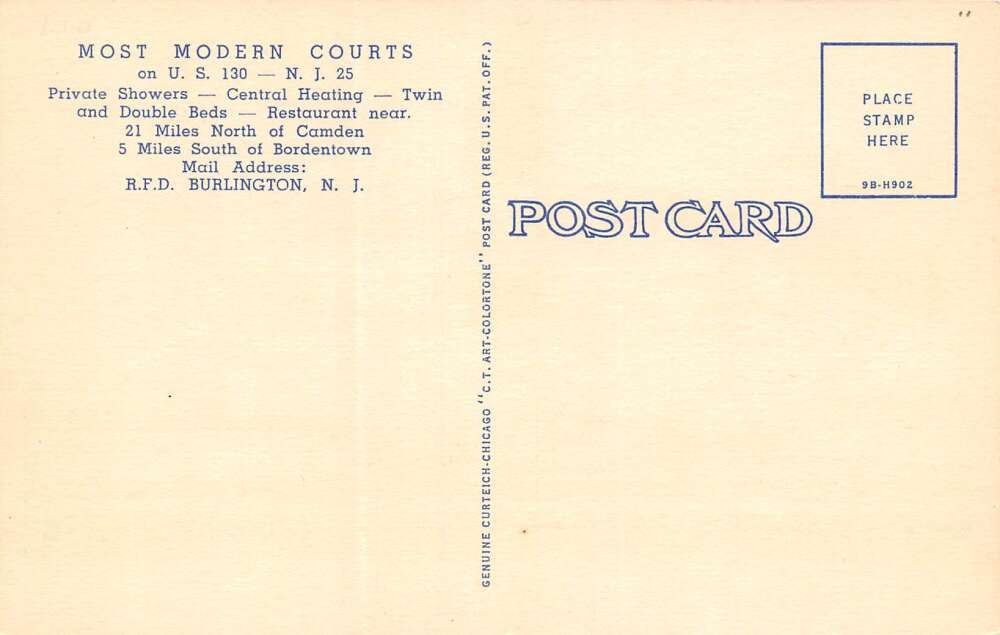 MOST MODERN COURTS
on U. S. 130 — N. J. 25
Private Showers — Central Heating — Twin
and Double Beds — Restaurant near.
21 Miles North of Camden
5 Miles South of Bordentown
Mail Address:
R.F.D. BURLINGTON, N. J.
GENUINE CURTEICH-CHICAGO "C.T. ART-COLORTONE" POST CARD (REG. U.S. PAT. OFF.)
POST CARD
PLACE
STAMP
HERE
9B-H902